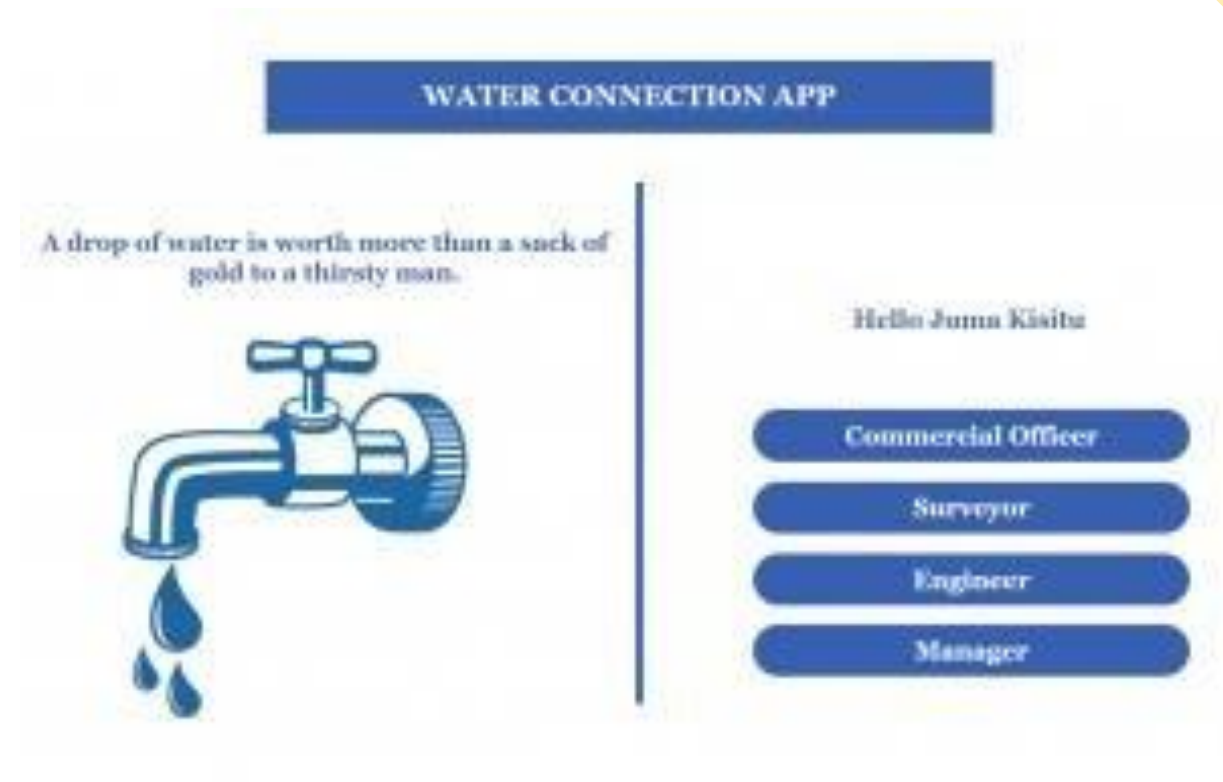 WATER CONNECTION APP
A drop of water is worth more than a sack of
gold to a thirsty man.
Hello Juma Kisitu
Commercial Officer
Surveyor
Engineer
Manager